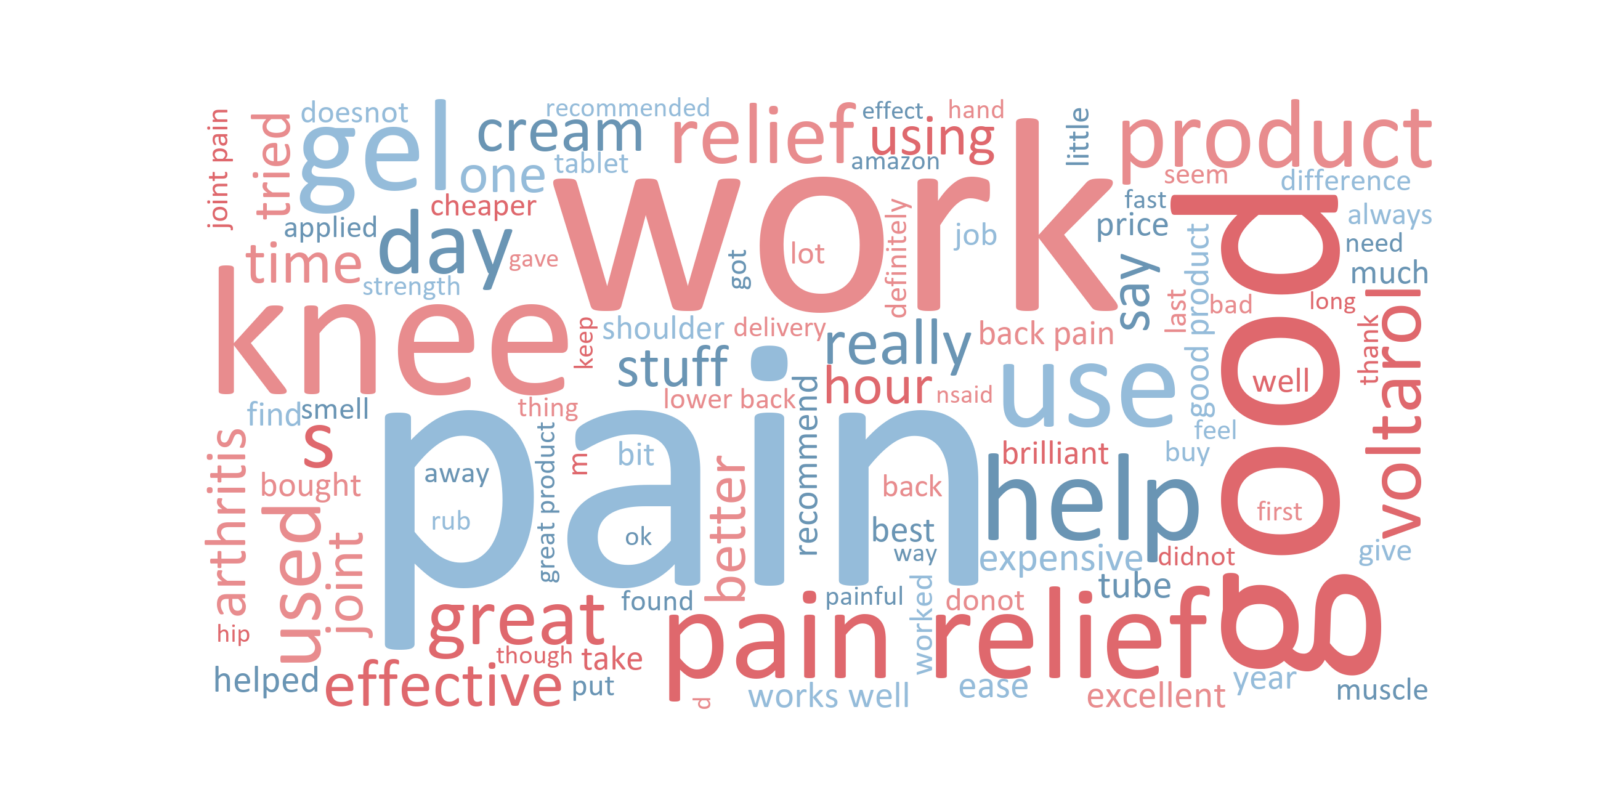 joint pain
tried
doesnot
gel
recommended
cream
one
tablet
relief
effect
hand
using
amazon
little
product
seem
difference
cheaper
work
fast
price
always
need
much
applied
day
time
gave
strength
got
lot
definitely
job
say
good product
last
bad
long
good
knee
keep
shoulder
delivery
really
back pain
thank
voltarol
stuff
hour
nsaid
use
well
lower back
recommend
feel
find
smell
thing
s
pain
great product
m
bit
brilliant
buy
arthritis
bought
away
better
back
help
first
rub
ok
best
way
expensive
didnot
give
used
joint
tube
found
painful
worked
donot
hip
great
though
take
pain relief
helped
effective
put
d
works well
ease
excellent
year
muscle